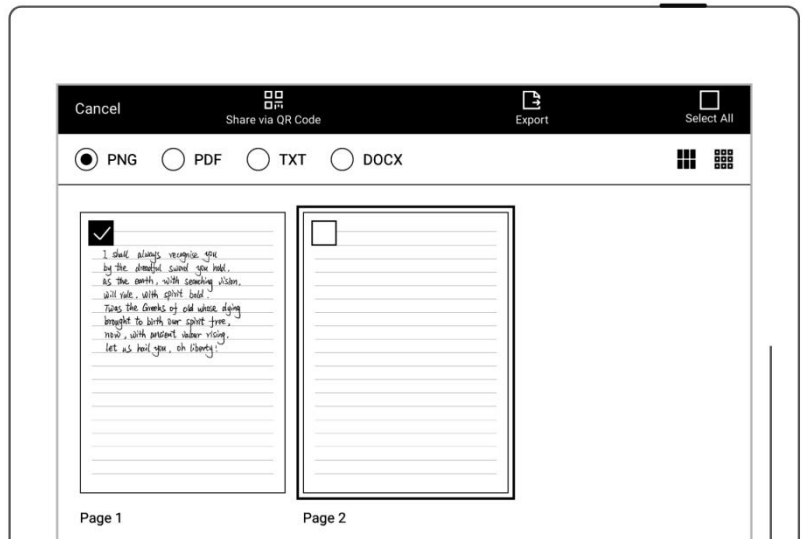 Cancel
Share via QR Code
Export
Select All
PNG
PDF
TXT
DOCX
I shall always recognise you
by the dreadful sword you hold,
as the earth, with searching vision,
will rule, with spirit bold.
Twas the Greeks of old whose dying
brought to birth our spirit free,
now, with ancient valour rising,
let us hail you, oh liberty!
Page 1
Page 2